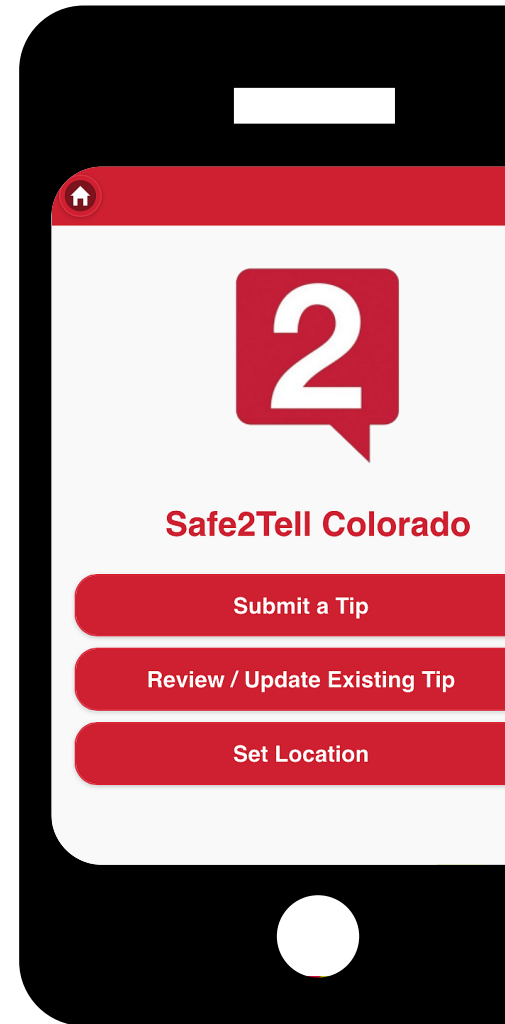 2
Safe2Tell Colorado
Submit a Tip
Review / Update Existing Tip
Set Location